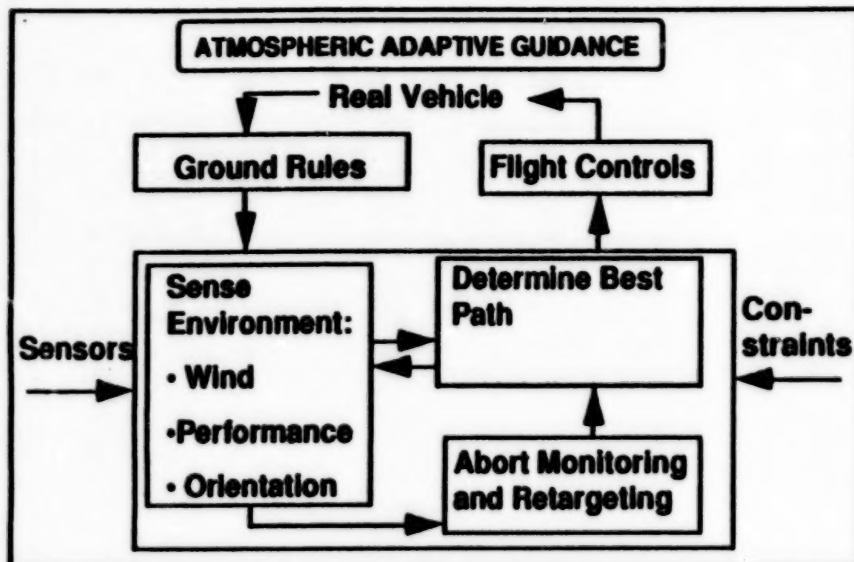 ATMOSPHERIC ADAPTIVE GUIDANCE
Real Vehicle
Ground Rules
Flight Controls
Sense
Environment:
• Wind
•Performance
• Orientation
Determine Best
Path
Abort Monitoring
and Retargeting
Sensors
Con-
straints